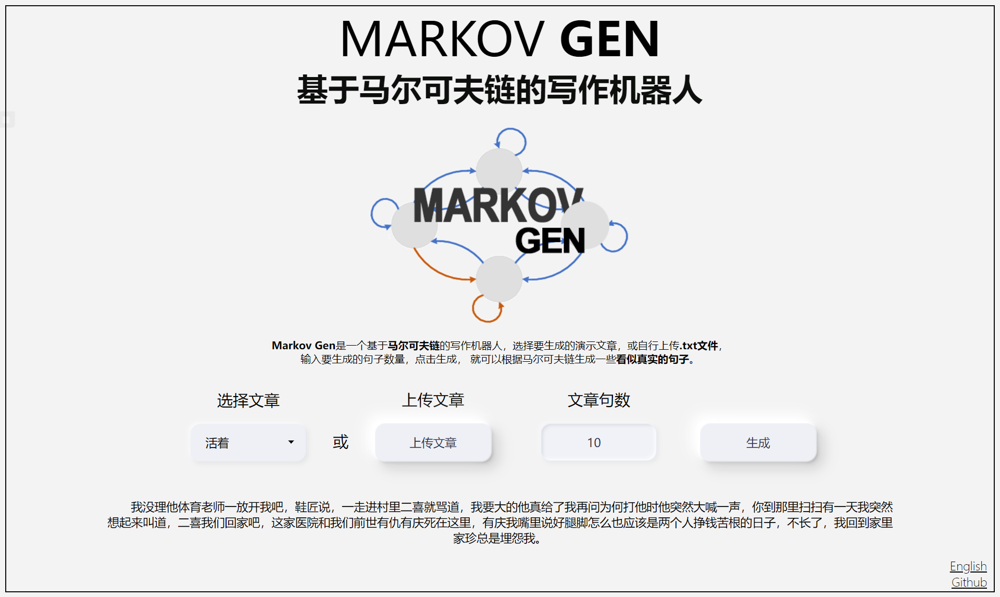 MARKOV GEN
基于马尔可夫链的写作机器人
MARKOV
GEN
Markov Gen是一个基于马尔可夫链的写作机器人，选择要生成的演示文章，或自行上传.txt文件，
输入要生成的句子数量，点击生成， 就可以根据马尔可夫链生成一些看似真实的句子。
选择文章
上传文章
文章句数
活着
或
上传文章
10
生成
我没理他体育老师一放开我吧，鞋匠说，一走进村里二喜就骂道，我要大的他真给了我再问为何打他时他突然大喊一声，你到那里扫扫有一天我突然
想起来叫道，二喜我们回家吧，这家医院和我们前世有仇有庆死在这里，有庆我嘴里说好腿脚怎么也应该是两个人挣钱苦根的日子，不长了，我回到家里
家珍总是埋怨我。
English
Github